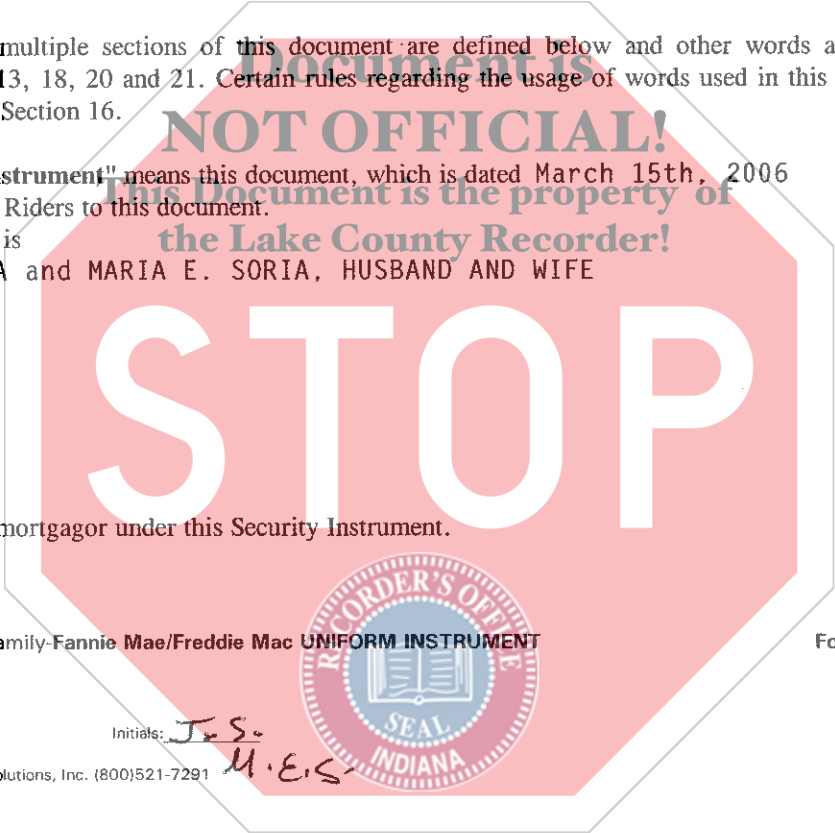 multiple sections of this document are defined below and other words a
Document is
13, 18, 20 and 21. Certain rules regarding the usage of words used in this
Section 16.
NOT OFFICIAL!
strument" means this document, which is dated March 15th, 2006
This Document is the property of
Riders to this document.
is
the Lake County Recorder!
A and MARIA E. SORIA, HUSBAND AND WIFE
STOP
mortgagor under this Security Instrument.
RECORDER'S OFFICE
amily-Fannie Mae/Freddie Mac UNIFORM INSTRUMENT
Fo
SEAL
INDIANA
Initials: J.S.
M.E.S.
olutions, Inc. (800)521-7291